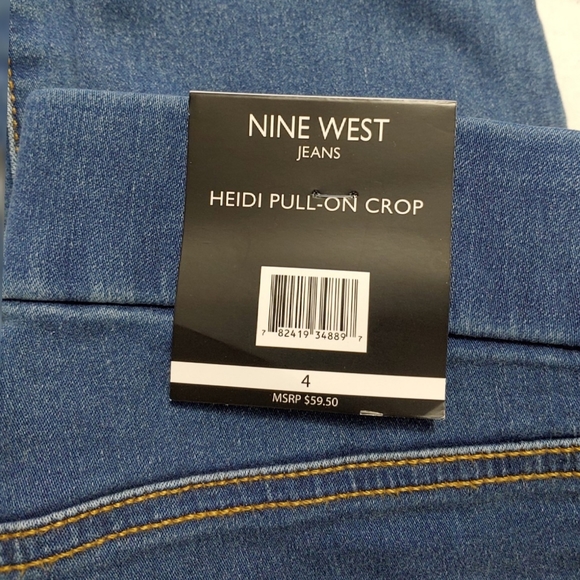 NINE WEST
JEANS
HEIDI PULL-ON CROP
7 82419 34889 7
4
MSRP $59.50